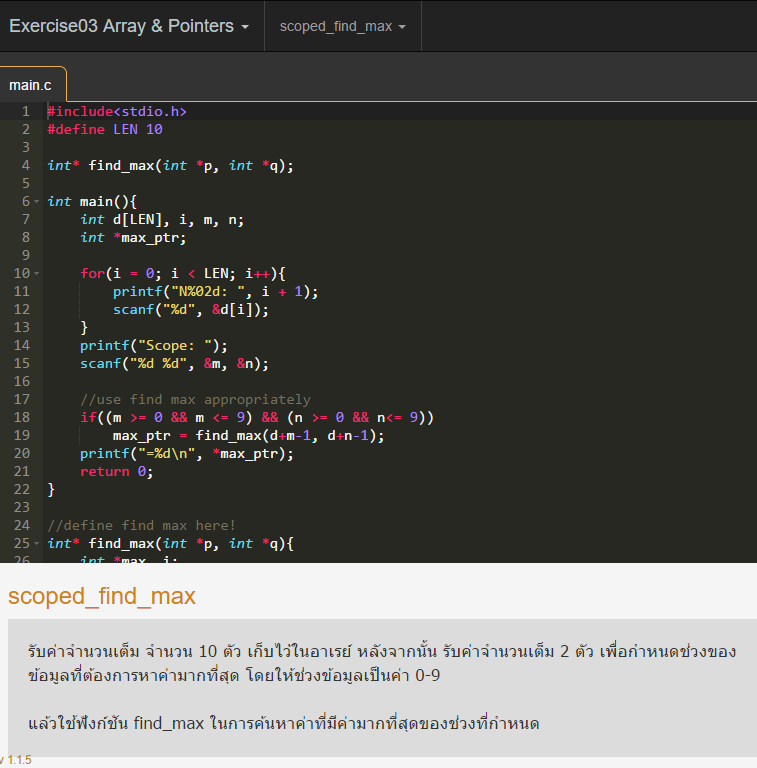 Exercise03 Array & Pointers
scoped_find_max
main.c
1 #include<stdio.h>
2 #define LEN 10
3
4 int* find_max(int *p, int *q);
5
6 int main(){
7     int d[LEN], i, m, n;
8     int *max_ptr;
9
10     for(i = 0; i < LEN; i++){
11         printf("N%02d: ", i + 1);
12         scanf("%d", &d[i]);
13     }
14     printf("Scope: ");
15     scanf("%d %d", &m, &n);
16
17     //use find max appropriately
18     if((m >= 0 && m <= 9) && (n >= 0 && n<= 9))
19         max_ptr = find_max(d+m-1, d+n-1);
20     printf("=%d\n", *max_ptr);
21     return 0;
22 }
23
24 //define find max here!
25 int* find_max(int *p, int *q){
26     int *max, i;
scoped_find_max
รับค่าจำนวนเต็ม จำนวน 10 ตัว เก็บไว้ในอาเรย์ หลังจากนั้น รับค่าจำนวนเต็ม 2 ตัว เพื่อกำหนดช่วงของ
ข้อมูลที่ต้องการหาค่ามากที่สุด โดยให้ช่วงข้อมูลเป็นค่า 0-9
แล้วใช้ฟังก์ชัน find_max ในการค้นหาค่าที่มีค่ามากที่สุดของช่วงที่กำหนด
v 1.1.5